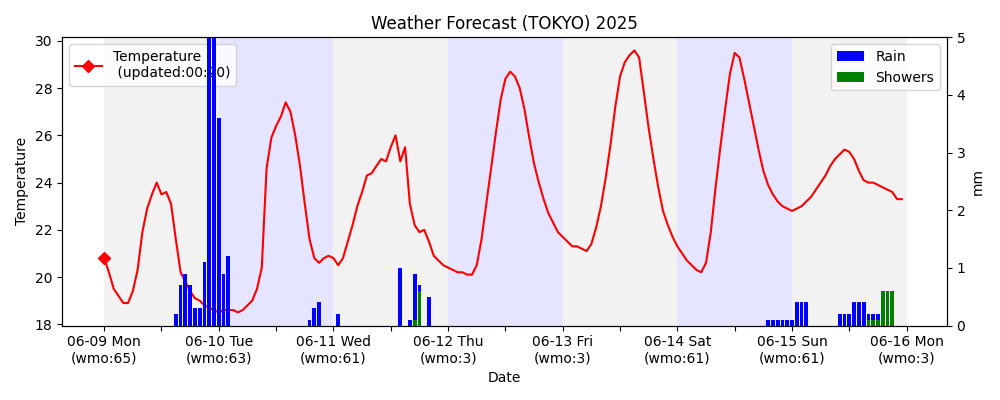 Weather Forecast (TOKYO) 2025
Temperature
(updated:00:00)
Rain
Showers
30
28
26
24
22
20
18
Temperature
5
4
3
2
1
0
mm
06-09 Mon
(wmo:65)
06-10 Tue
(wmo:63)
06-11 Wed
(wmo:61)
06-12 Thu
(wmo:3)
06-13 Fri
(wmo:3)
06-14 Sat
(wmo:61)
06-15 Sun
(wmo:61)
06-16 Mon
(wmo:3)
Date